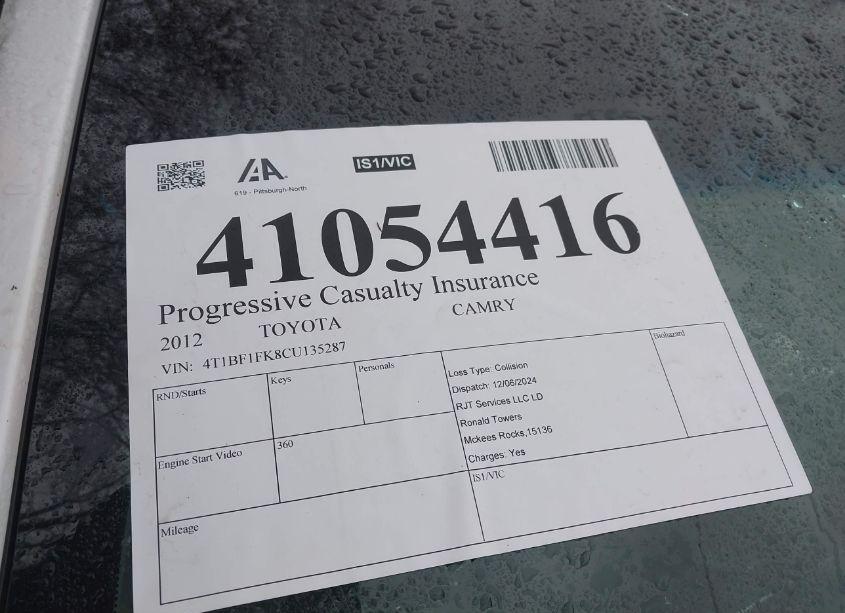 IAA
IS1/VIC
619 - Pittsburgh-North
41054416
Progressive Casualty Insurance
2012 TOYOTA CAMRY
VIN: 4T1BF1FK8CU135287
RND/Starts
Keys
Personals
Loss Type: Collision
Dispatch: 12/06/2024
RJT Services LLC LD
Ronald Towers
Mckees Rocks,15136
Charges: Yes
Biohazard
Engine Start Video
360
Mileage
IS1/VIC